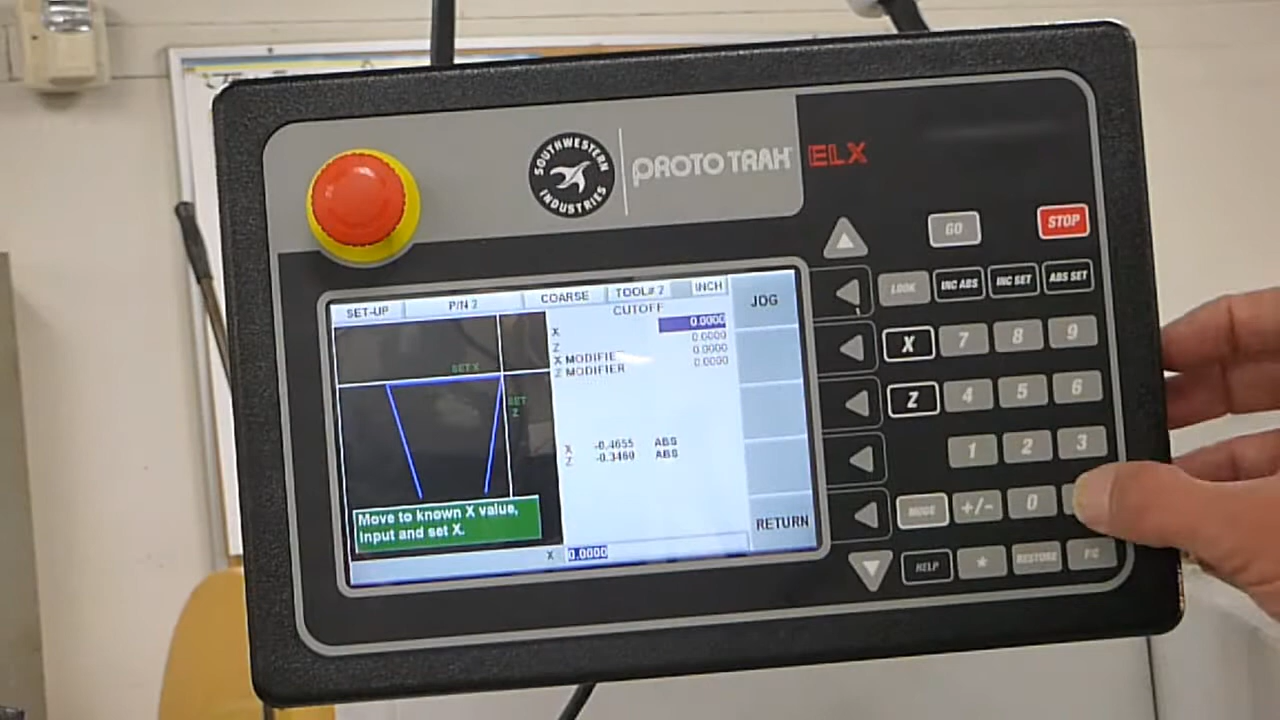 SOUTHWESTERN
INDUSTRIES
PROTOTRAK ELX
GO
STOP
SET-UP P/N 2 COARSE TOOL# 2 INCH
CUTOFF
JOG
LOOK
INC ABS
INC SET
ABS SET
X 0.0000
Z 0.0000
X MODIFIE 0.0000
Z MODIFIER 0.0000
SET X
SET
Z
X 7 8 9
Z 4 5 6
X -0.4655 ABS
Z -0.3460 ABS
1 2 3
Move to known X value,
input and set X.
RETURN
MODE +/- 0
X 0.0000
HELP * RESTORE